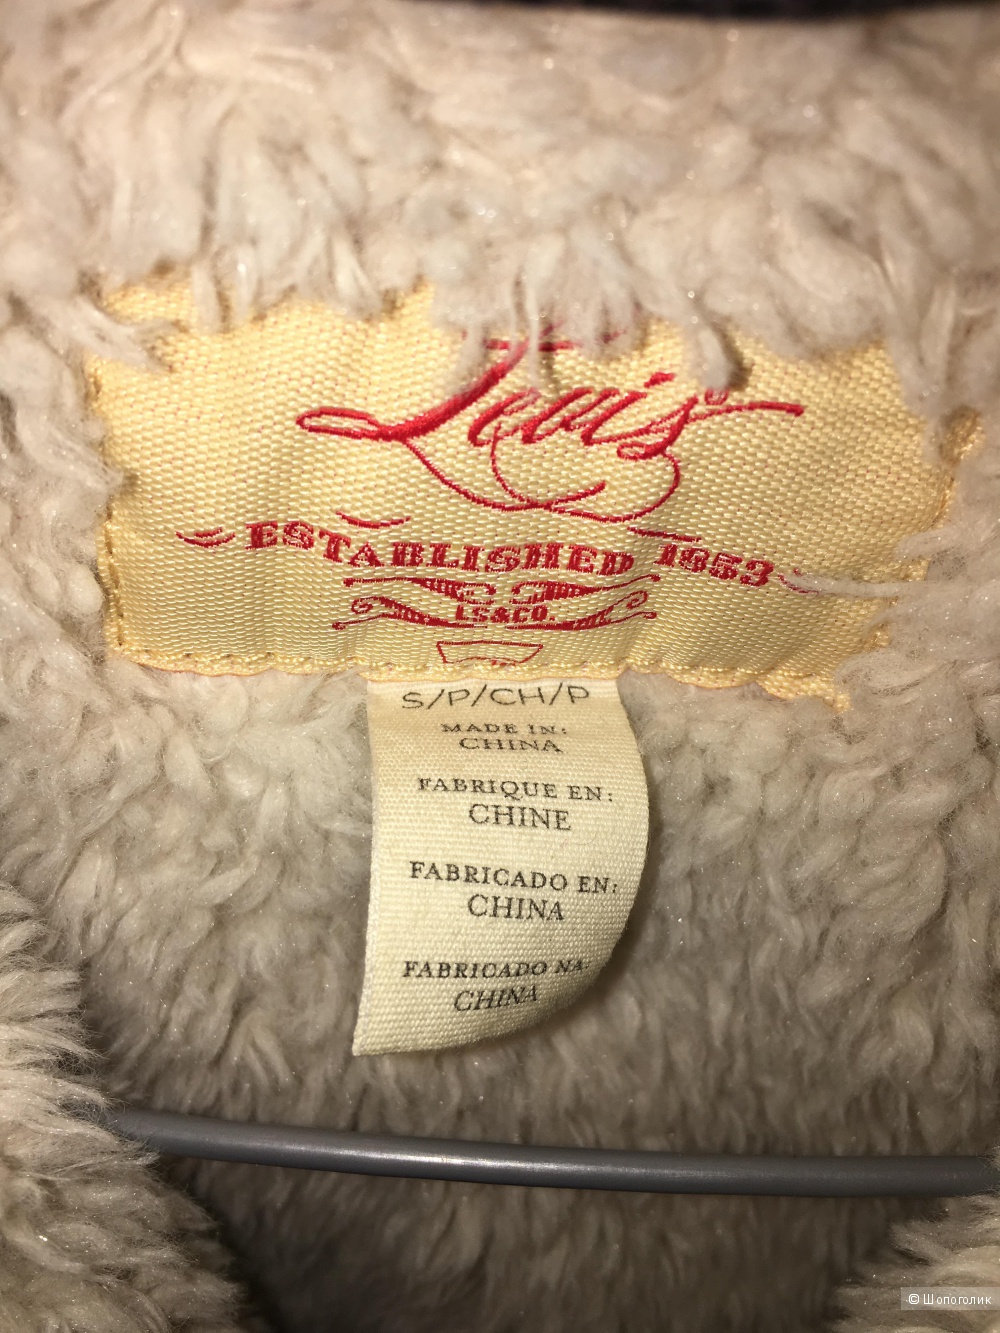 Levi's®
ESTABLISHED 1853
LS&CO.
S/P/CH/P
MADE IN:
CHINA
FABRIQUE EN:
CHINE
FABRICADO EN:
CHINA
FABRICADO NA:
CHINA
© Шопоголик